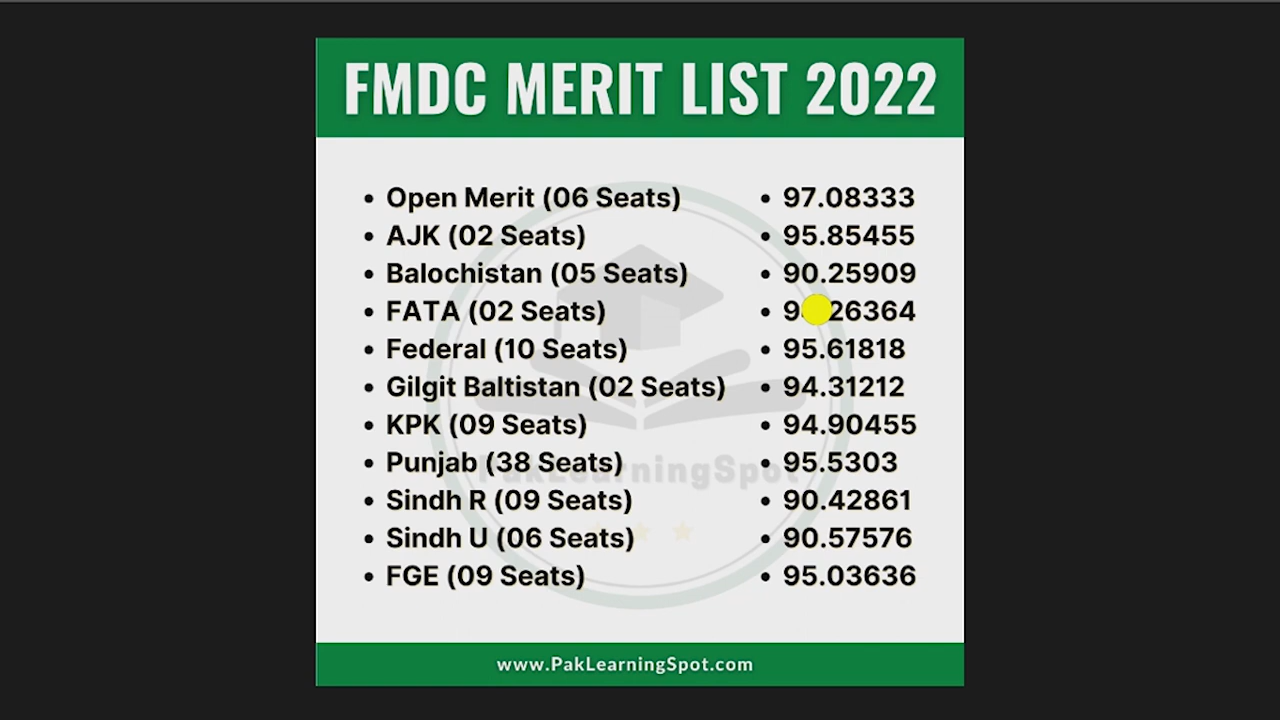 FMDC MERIT LIST 2022
• Open Merit (06 Seats) • 97.08333
• AJK (02 Seats) • 95.85455
• Balochistan (05 Seats) • 90.25909
• FATA (02 Seats) •
• Federal (10 Seats) • 95.61818
• Gilgit Baltistan (02 Seats) • 94.31212
• KPK (09 Seats) • 94.90455
• Punjab (38 Seats) • 95.5303
• Sindh R (09 Seats) • 90.42861
• Sindh U (06 Seats) • 90.57576
• FGE (09 Seats) • 95.03636
PakLearningSpot
www.PakLearningSpot.com